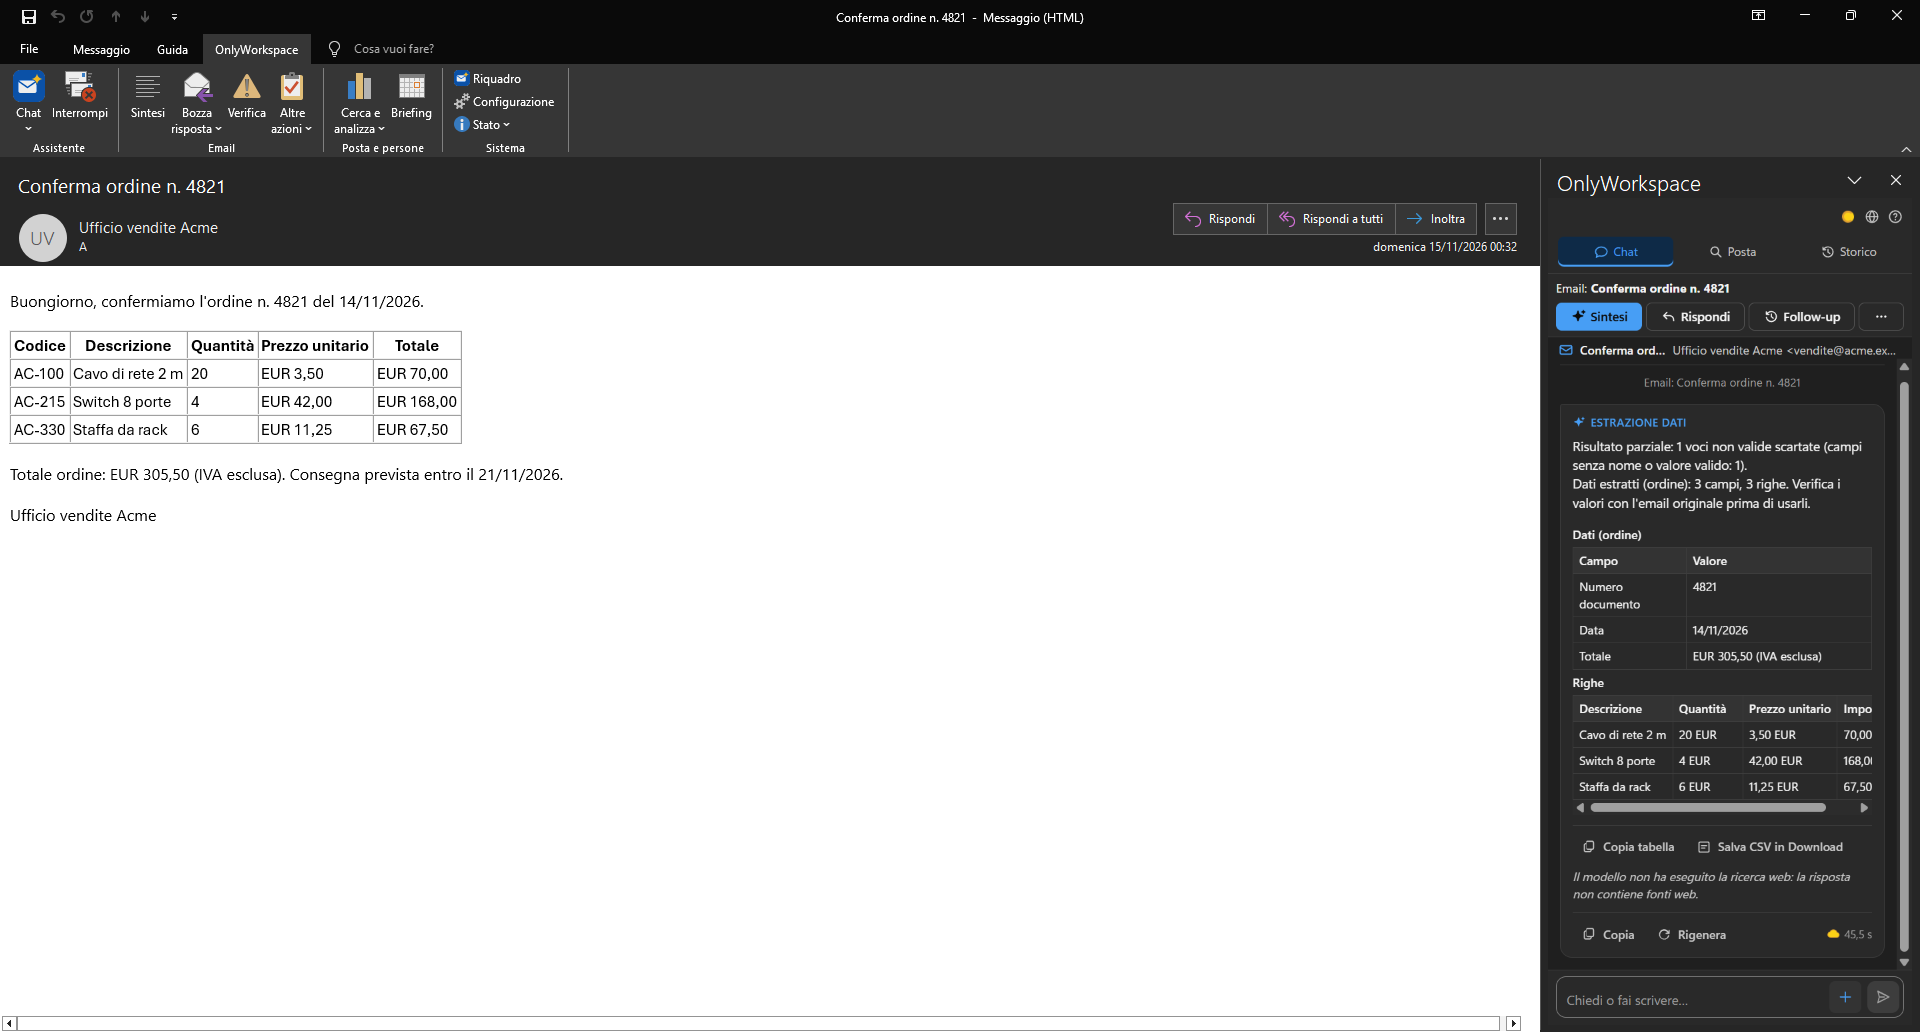 Conferma ordine n. 4821 - Messaggio (HTML)
File Messaggio Guida OnlyWorkspace Cosa vuoi fare?
Chat
Interrompi
Assistente
Sintesi
Bozza risposta
Verifica
Altre azioni
Email
Cerca e analizza
Briefing
Posta e persone
Riquadro
Configurazione
Stato
Sistema
Conferma ordine n. 4821
UV
Ufficio vendite Acme
A
Rispondi Rispondi a tutti Inoltra
domenica 15/11/2026 00:32
Buongiorno, confermiamo l'ordine n. 4821 del 14/11/2026.
Codice Descrizione Quantità Prezzo unitario Totale
AC-100 Cavo di rete 2 m 20 EUR 3,50 EUR 70,00
AC-215 Switch 8 porte 4 EUR 42,00 EUR 168,00
AC-330 Staffa da rack 6 EUR 11,25 EUR 67,50
Totale ordine: EUR 305,50 (IVA esclusa). Consegna prevista entro il 21/11/2026.
Ufficio vendite Acme
OnlyWorkspace
Chat Posta Storico
Email: Conferma ordine n. 4821
Sintesi Rispondi Follow-up ...
Conferma ord... Ufficio vendite Acme <vendite@acme.ex...
Email: Conferma ordine n. 4821
ESTRAZIONE DATI
Risultato parziale: 1 voci non valide scartate (campi
senza nome o valore valido: 1).
Dati estratti (ordine): 3 campi, 3 righe. Verifica i
valori con l'email originale prima di usarli.
Dati (ordine)
Campo Valore
Numero documento 4821
Data 14/11/2026
Totale EUR 305,50 (IVA esclusa)
Righe
Descrizione Quantità Prezzo unitario Impo
Cavo di rete 2 m 20 EUR 3,50 EUR 70,00
Switch 8 porte 4 EUR 42,00 EUR 168,0
Staffa da rack 6 EUR 11,25 EUR 67,50
Copia tabella Salva CSV in Download
Il modello non ha eseguito la ricerca web: la risposta
non contiene fonti web.
Copia Rigenera 45,5 s
Chiedi o fai scrivere...